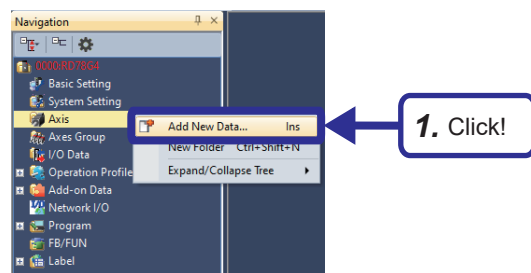 Navigation
0000:RD78G4
Basic Setting
System Setting
Axis
Axes Group
I/O Data
Operation Profile
Add-on Data
Network I/O
Program
FB/FUN
Label
Add New Data... Ins
New Folder Ctrl+Shift+N
Expand/Collapse Tree
1. Click!